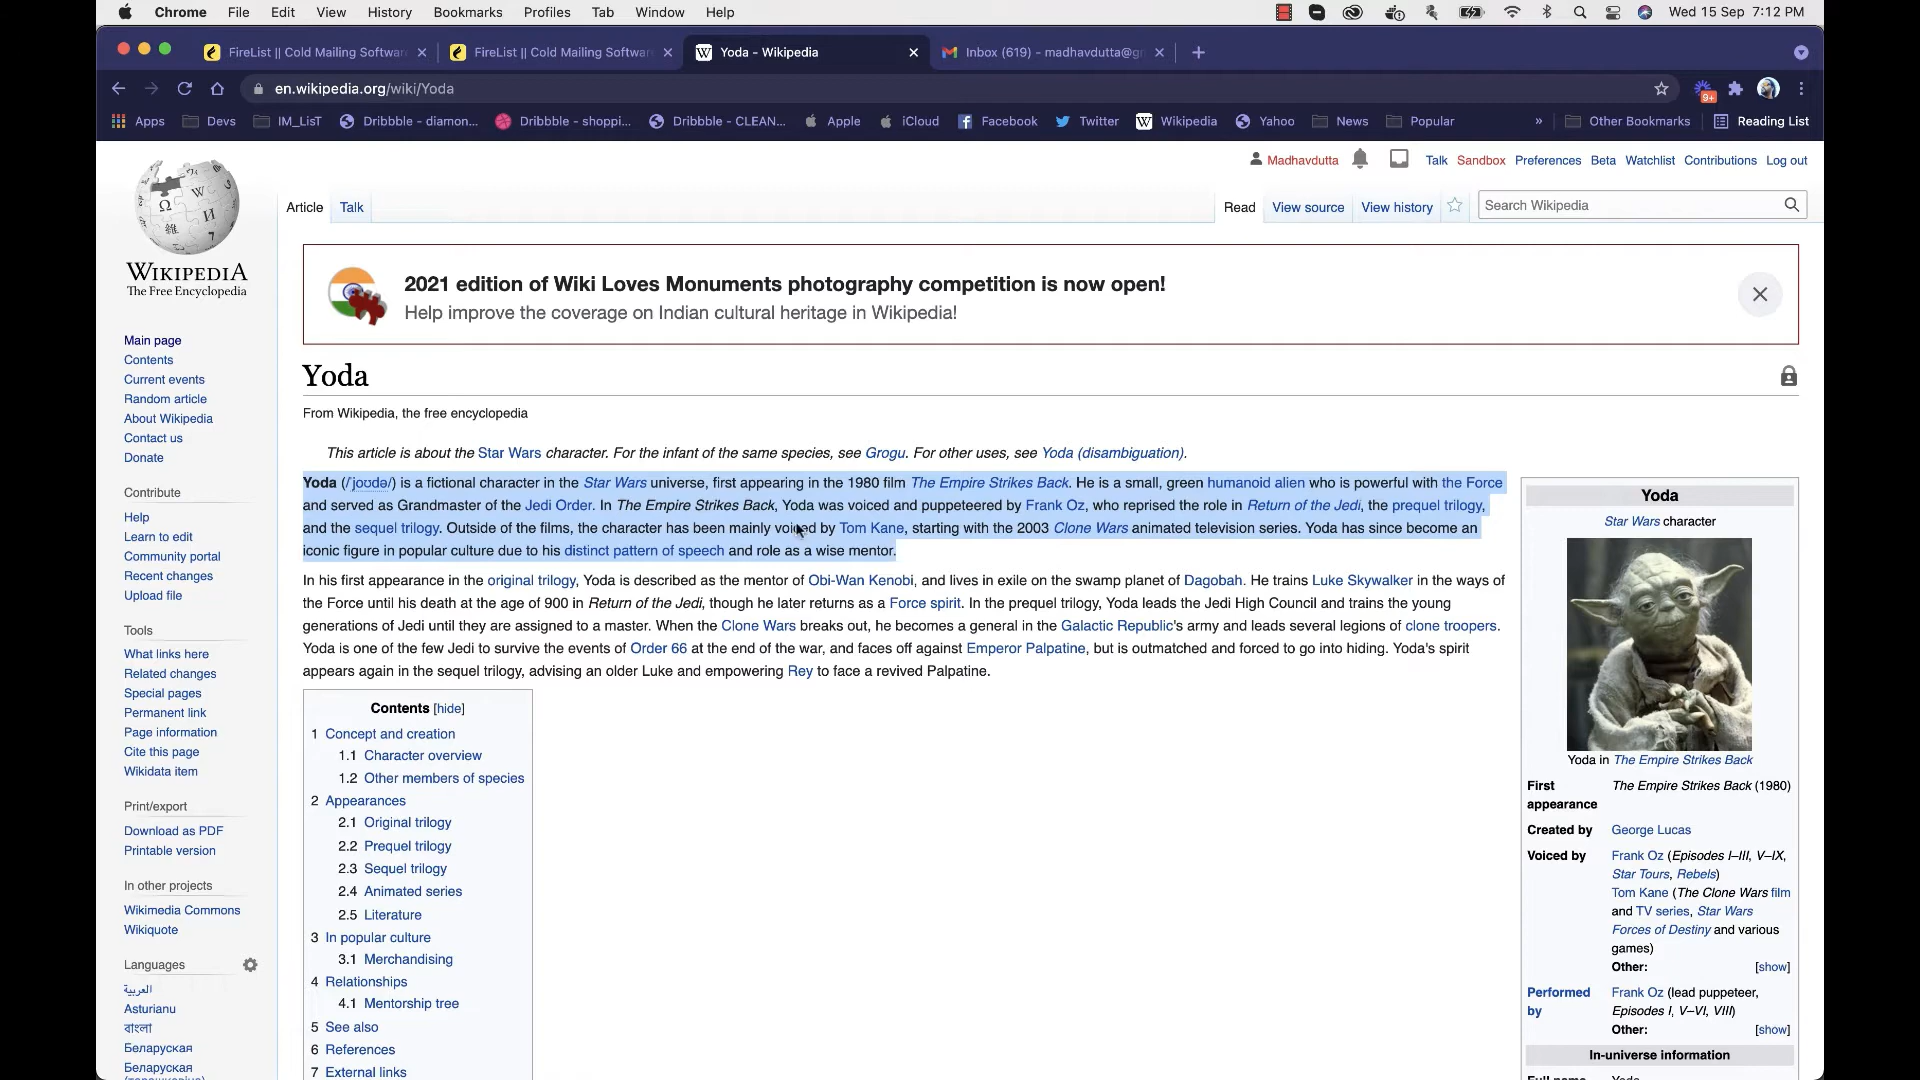 Chrome File Edit View History Bookmarks Profiles Tab Window Help
Wed 15 Sep 7:12 PM
FireList || Cold Mailing Softwar
FireList || Cold Mailing Softwar
Yoda - Wikipedia
Inbox (619) - madhavdutta@g
en.wikipedia.org/wiki/Yoda
9+
Apps Devs IM_LisT Dribbble - diamon... Dribbble - shoppi... Dribbble - CLEAN... Apple iCloud Facebook Twitter Wikipedia Yahoo News Popular » Other Bookmarks Reading List
Madhavdutta Talk Sandbox Preferences Beta Watchlist Contributions Log out
Article Talk
Read View source View history Search Wikipedia
WIKIPEDIA
The Free Encyclopedia
Main page
Contents
Current events
Random article
About Wikipedia
Contact us
Donate
Contribute
Help
Learn to edit
Community portal
Recent changes
Upload file
Tools
What links here
Related changes
Special pages
Permanent link
Page information
Cite this page
Wikidata item
Print/export
Download as PDF
Printable version
In other projects
Wikimedia Commons
Wikiquote
Languages
العربية
Asturianu
বাংলা
Беларуская
Беларуская
2021 edition of Wiki Loves Monuments photography competition is now open!
Help improve the coverage on Indian cultural heritage in Wikipedia!
Yoda
From Wikipedia, the free encyclopedia
This article is about the Star Wars character. For the infant of the same species, see Grogu. For other uses, see Yoda (disambiguation).
Yoda (/ˈjoʊdə/) is a fictional character in the Star Wars universe, first appearing in the 1980 film The Empire Strikes Back. He is a small, green humanoid alien who is powerful with the Force
and served as Grandmaster of the Jedi Order. In The Empire Strikes Back, Yoda was voiced and puppeteered by Frank Oz, who reprised the role in Return of the Jedi, the prequel trilogy,
and the sequel trilogy. Outside of the films, the character has been mainly voiced by Tom Kane, starting with the 2003 Clone Wars animated television series. Yoda has since become an
iconic figure in popular culture due to his distinct pattern of speech and role as a wise mentor.
In his first appearance in the original trilogy, Yoda is described as the mentor of Obi-Wan Kenobi, and lives in exile on the swamp planet of Dagobah. He trains Luke Skywalker in the ways of
the Force until his death at the age of 900 in Return of the Jedi, though he later returns as a Force spirit. In the prequel trilogy, Yoda leads the Jedi High Council and trains the young
generations of Jedi until they are assigned to a master. When the Clone Wars breaks out, he becomes a general in the Galactic Republic's army and leads several legions of clone troopers.
Yoda is one of the few Jedi to survive the events of Order 66 at the end of the war, and faces off against Emperor Palpatine, but is outmatched and forced to go into hiding. Yoda's spirit
appears again in the sequel trilogy, advising an older Luke and empowering Rey to face a revived Palpatine.
Contents [hide]
1 Concept and creation
1.1 Character overview
1.2 Other members of species
2 Appearances
2.1 Original trilogy
2.2 Prequel trilogy
2.3 Sequel trilogy
2.4 Animated series
2.5 Literature
3 In popular culture
3.1 Merchandising
4 Relationships
4.1 Mentorship tree
5 See also
6 References
7 External links
Yoda
Star Wars character
Yoda in The Empire Strikes Back
First appearance The Empire Strikes Back (1980)
Created by George Lucas
Voiced by Frank Oz (Episodes I–III, V–IX,
Star Tours, Rebels)
Tom Kane (The Clone Wars film
and TV series, Star Wars
Forces of Destiny and various
games)
Other: [show]
Performed by Frank Oz (lead puppeteer,
Episodes I, V–VI, VIII)
Other: [show]
In-universe information